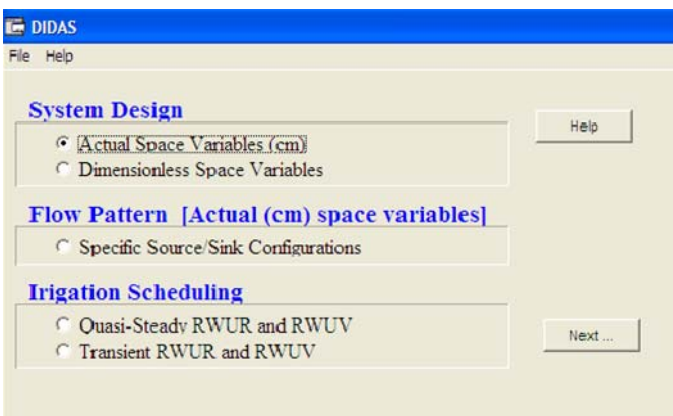 DIDAS
File Help
System Design
Actual Space Variables (cm)
Dimensionless Space Variables
Help
Flow Pattern [Actual (cm) space variables]
Specific Source/Sink Configurations
Irigation Scheduling
Quasi-Steady RWUR and RWUV
Transient RWUR and RWUV
Next ...